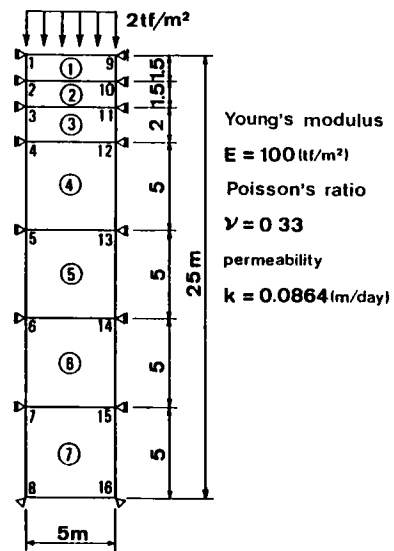 2tf/m²
1 ① 9 1.5
2 ② 10 1.5
3 ③ 11 2
4 12
④ 5
5 13
⑤ 5
6 14
⑥ 5
7 15
⑦ 5
8 16
25m
5m
Young's modulus
E = 100(tf/m²)
Poisson's ratio
ν = 0 33
permeability
k = 0.0864(m/day)